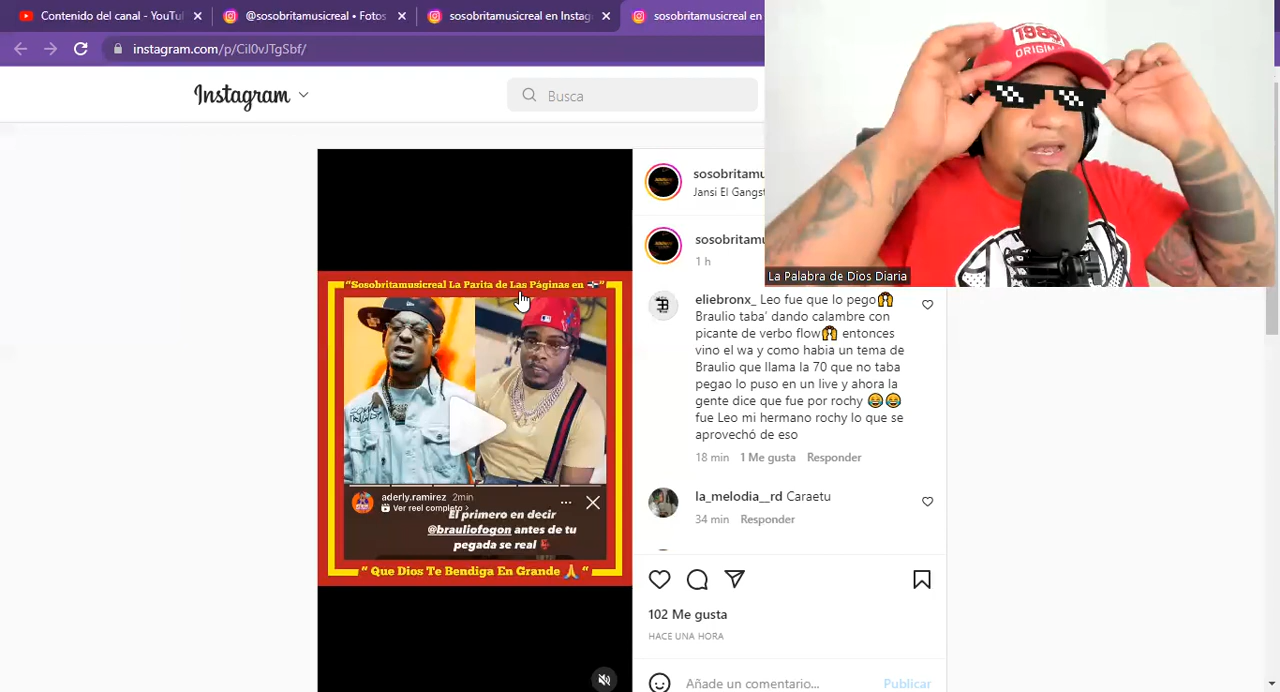 Contenido del canal - YouTu
@sosobritamusicreal • Fotos
sosobritamusicreal en Instag
sosobritamusicreal en
instagram.com/p/Cil0vJTgSbf/
Instagram
Busca
1985
ORIGIN
La Palabra de Dios Diaria
sosobritamu
Jansi El Gangst
sosobritamu
1 h
"Sosobritamusicreal La Parita de Las Páginas en 🇩🇴"
aderly.ramirez 2min
Ver reel completo >
El primero en decir
@brauliofogon antes de tu
pegada se real
" Que Dios Te Bendiga En Grande 🙏 "
eliebronx_ Leo fue que lo pego
Braulio taba' dando calambre con
picante de verbo flow entonces
vino el wa y como habia un tema de
Braulio que llama la 70 que no taba
pegao lo puso en un live y ahora la
gente dice que fue por rochy 😂😂
fue Leo mi hermano rochy lo que se
aprovechó de eso
18 min 1 Me gusta Responder
la_melodia__rd Caraetu
34 min Responder
102 Me gusta
HACE UNA HORA
Añade un comentario...
Publicar